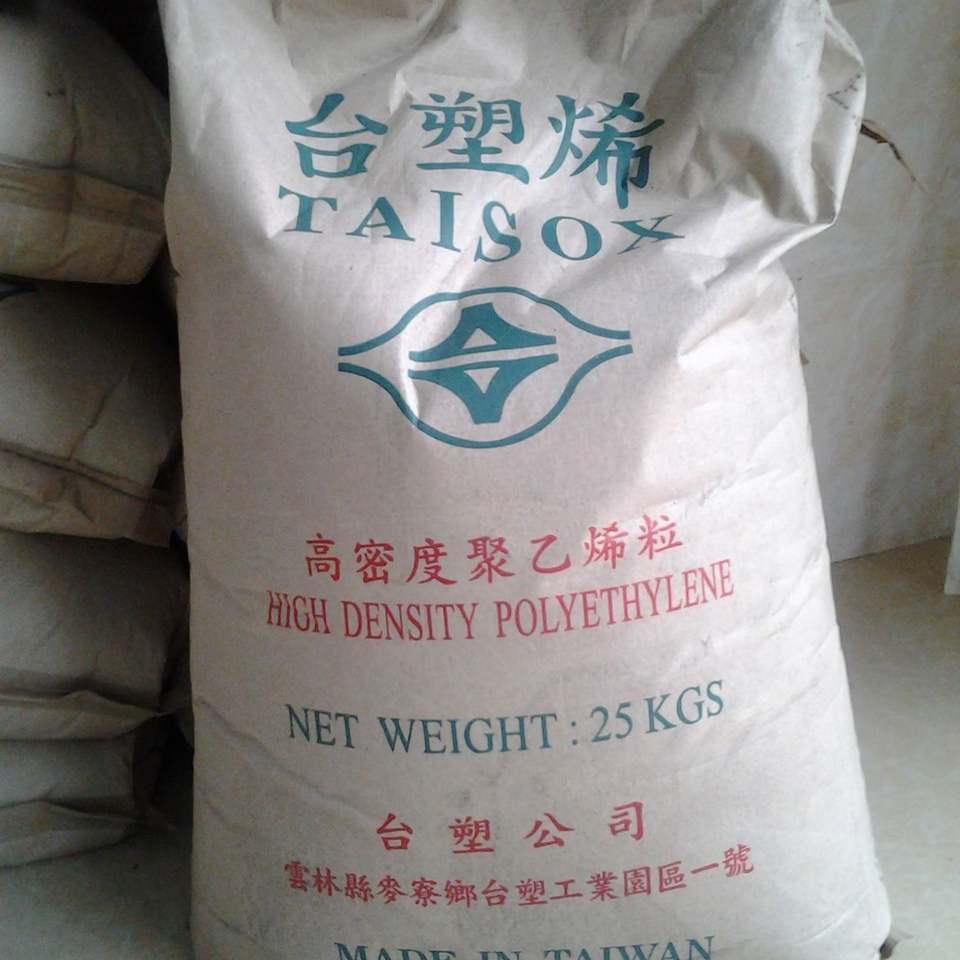 台塑烯
TAISOX
高密度聚乙烯粒
HIGH DENSITY POLYETHYLENE
NET WEIGHT : 25 KGS
台塑公司
雲林縣麥寮鄉台塑工業園區一號
MADE IN TAIWAN